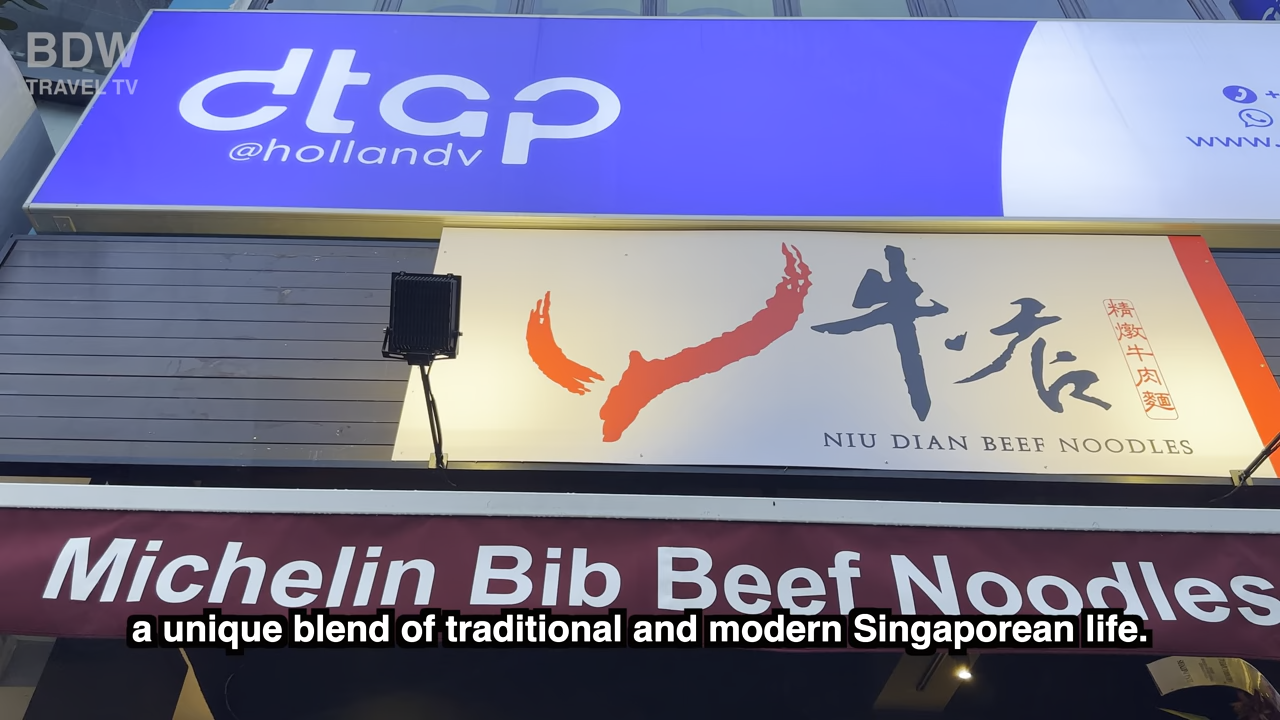 BDW
TRAVEL TV
dtap
@hollandv
www.
牛店
精燉牛肉麵
NIU DIAN BEEF NOODLES
Michelin Bib Beef Noodles
a unique blend of traditional and modern Singaporean life.